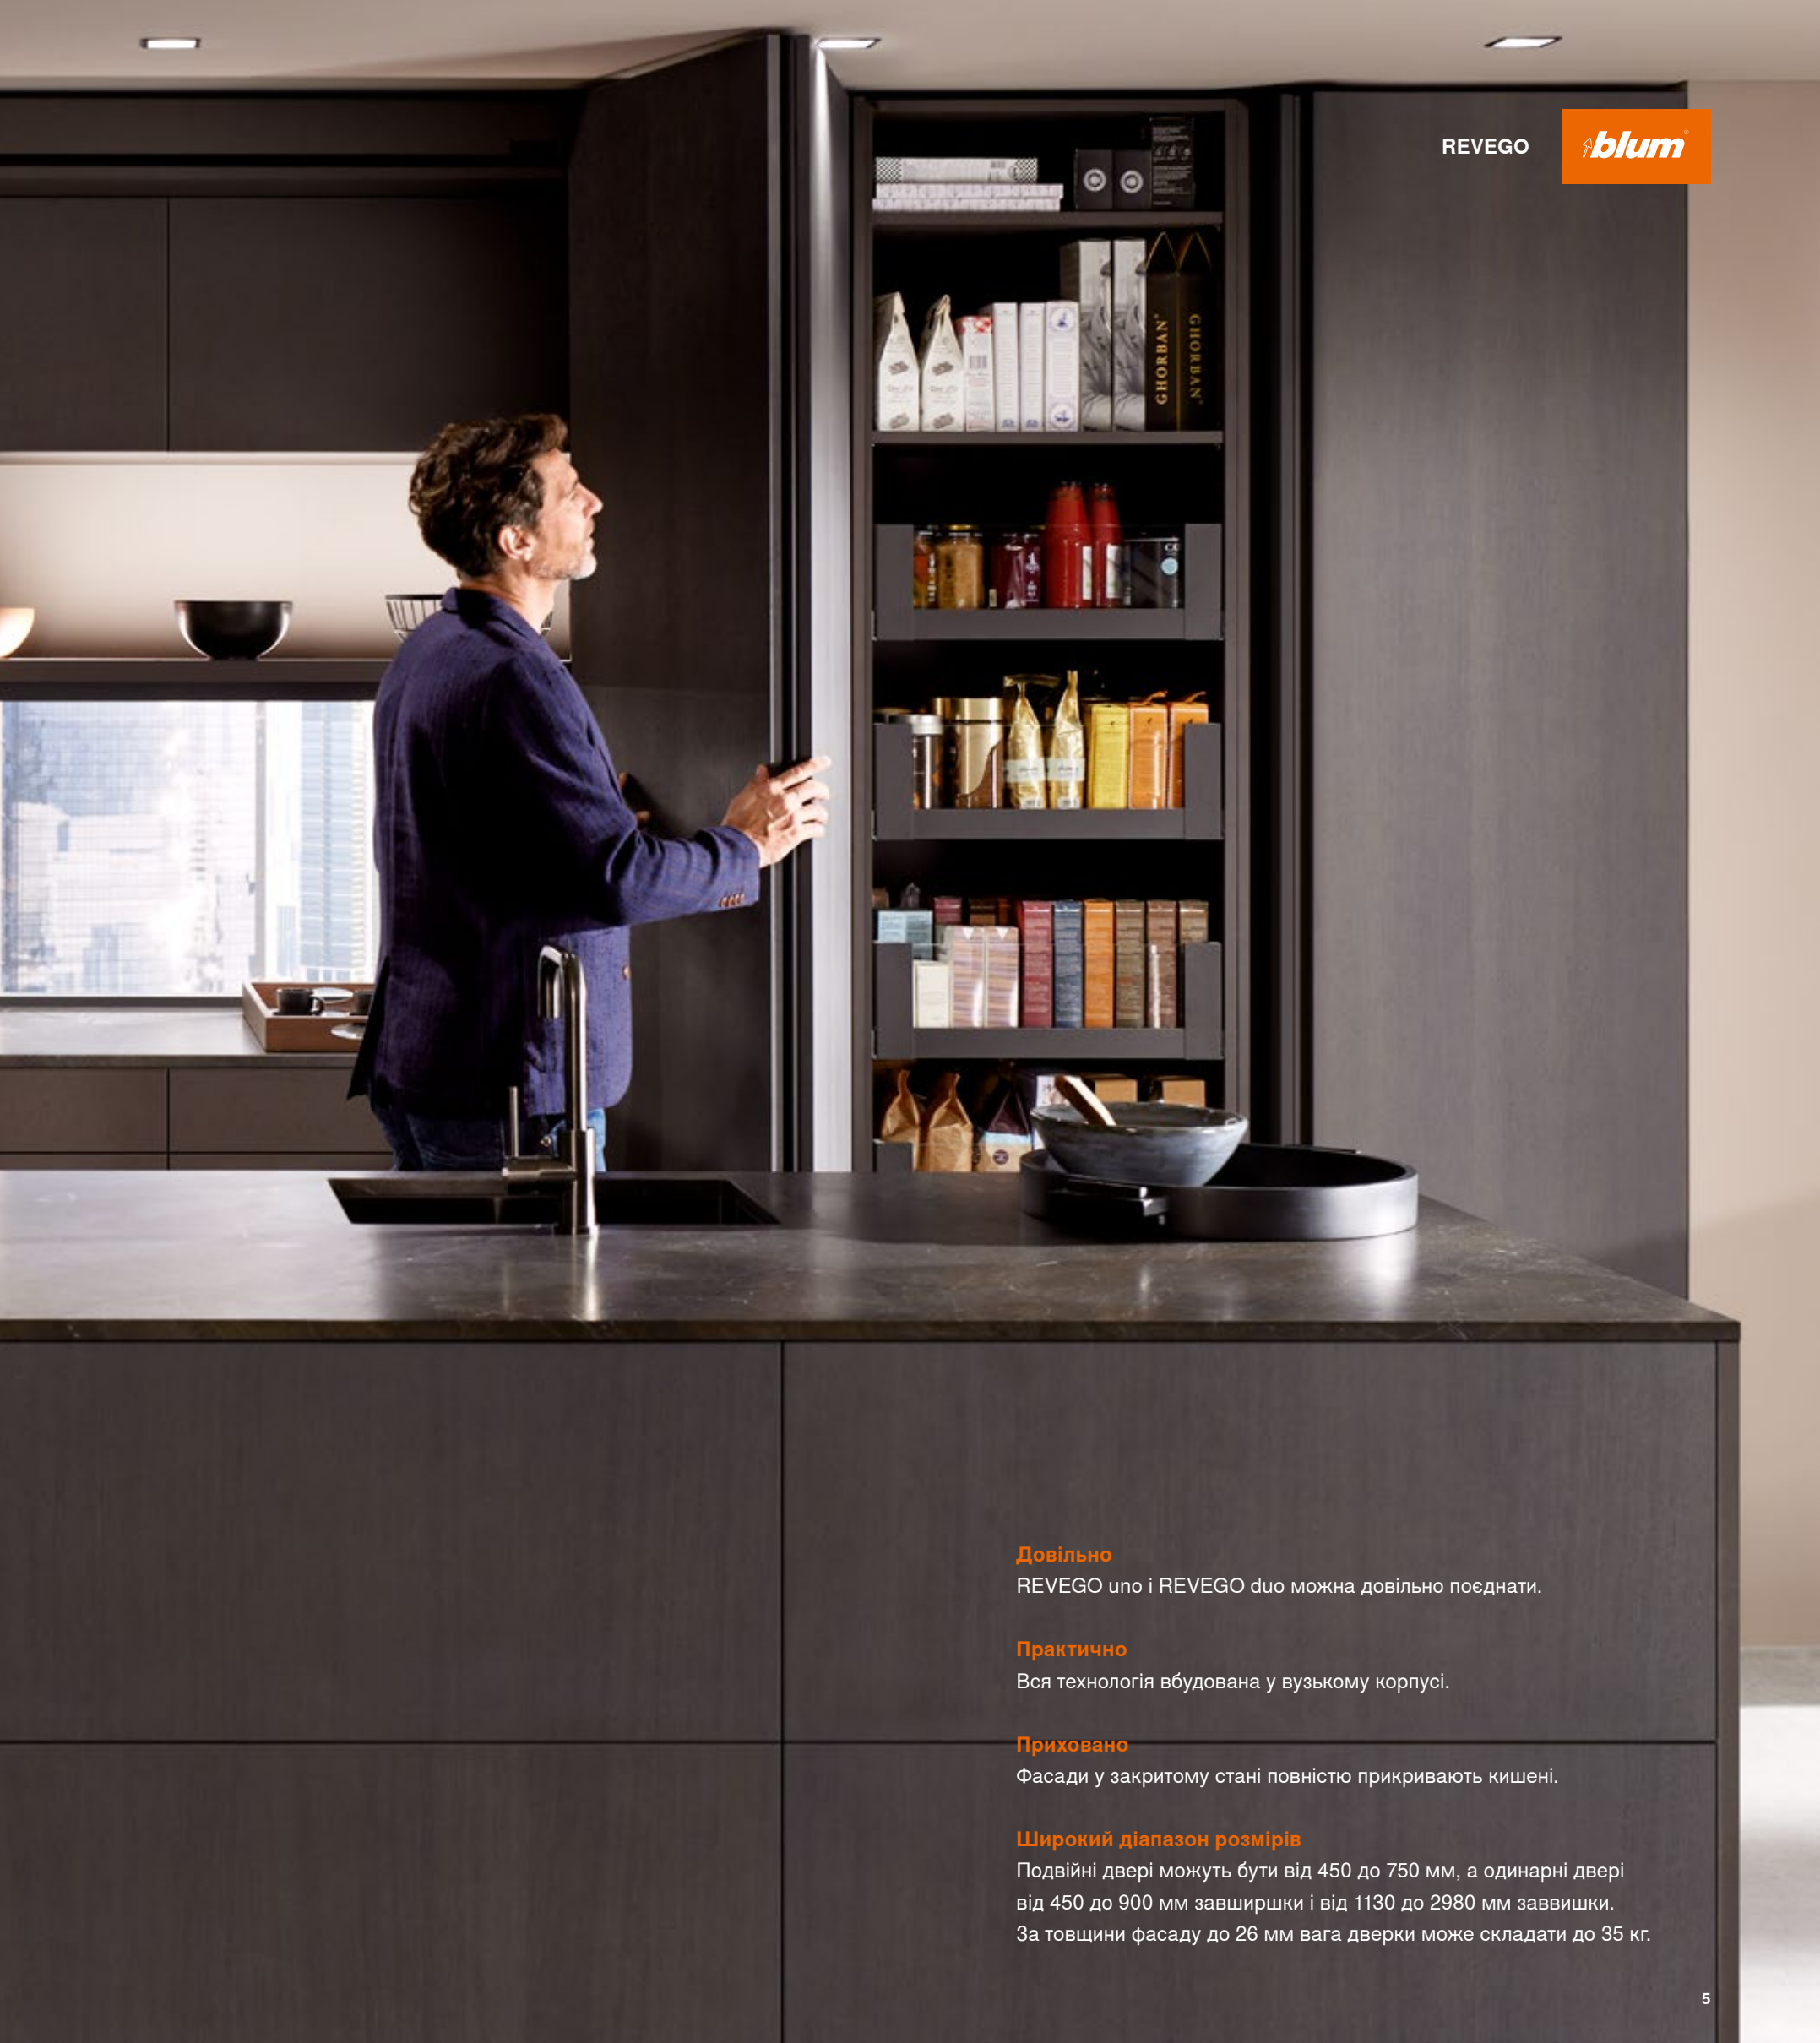 REVEGO
blum
GHORBAN
GHORBAN
Довільно
REVEGO uno і REVEGO duo можна довільно поєднати.
Практично
Вся технологія вбудована у вузькому корпусі.
Приховано
Фасади у закритому стані повністю прикривають кишені.
Широкий діапазон розмірів
Подвійні двері можуть бути від 450 до 750 мм, а одинарні двері
від 450 до 900 мм завширшки і від 1130 до 2980 мм заввишки.
За товщини фасаду до 26 мм вага дверки може складати до 35 кг.
5